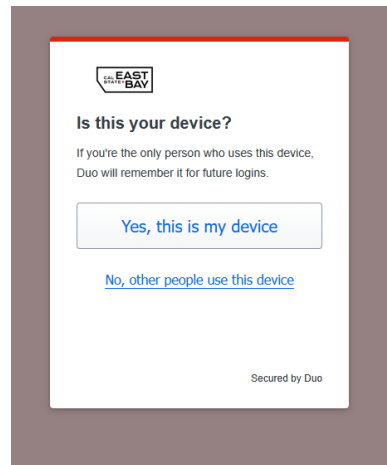 CAL EAST
STATE BAY
Is this your device?
If you're the only person who uses this device,
Duo will remember it for future logins.
Yes, this is my device
No, other people use this device
Secured by Duo